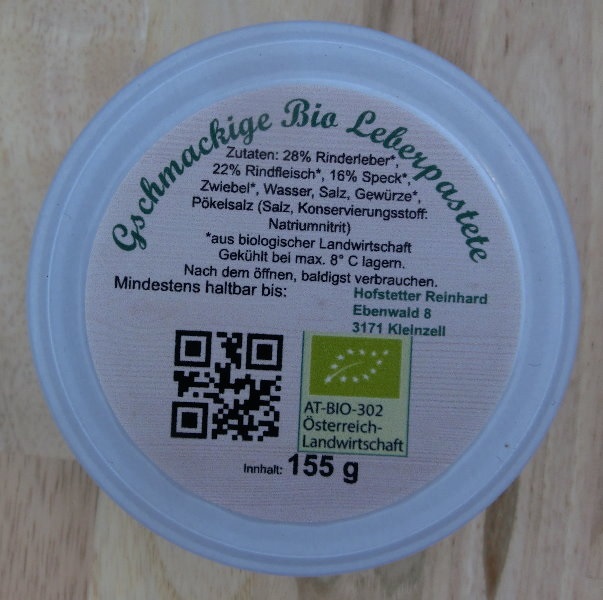 Gschmackige Bio Leberpastete
Zutaten: 28% Rinderleber*,
22% Rindfleisch*, 16% Speck*,
Zwiebel*, Wasser, Salz, Gewürze*,
Pökelsalz (Salz, Konservierungsstoff:
Natriumnitrit)
*aus biologischer Landwirtschaft
Gekühlt bei max. 8° C lagern.
Nach dem öffnen, baldigst verbrauchen.
Mindestens haltbar bis:
Hofstetter Reinhard
Ebenwald 8
3171 Kleinzell
AT-BIO-302
Österreich-
Landwirtschaft
Innhalt: 155 g